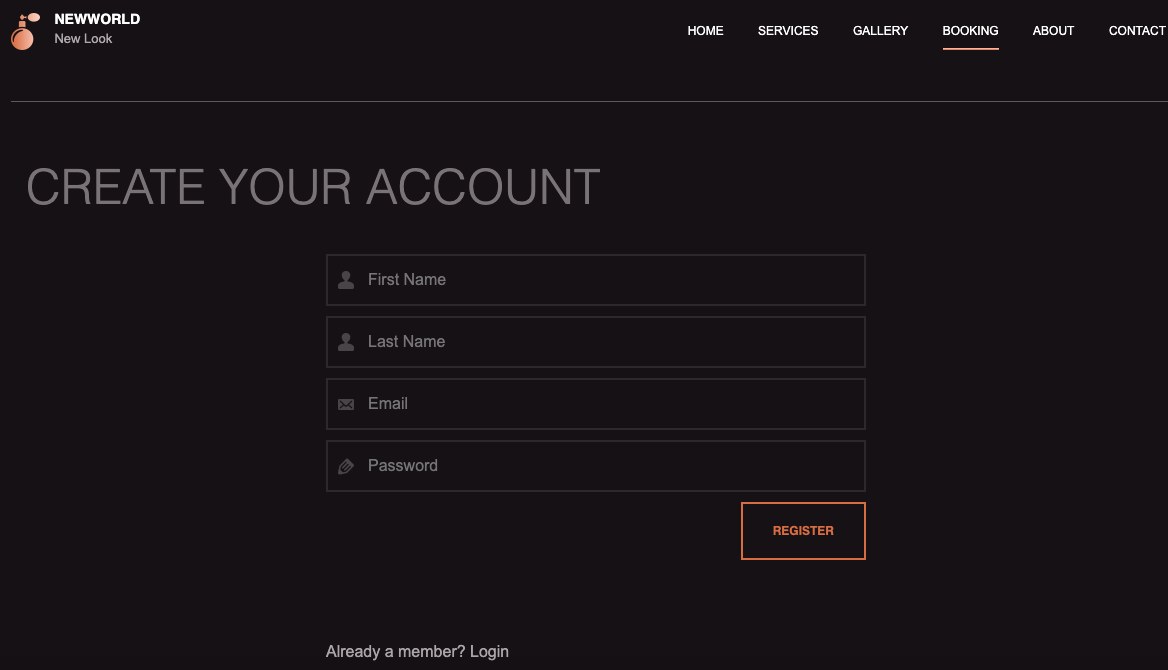 NEWWORLD
New Look
HOME SERVICES GALLERY BOOKING ABOUT CONTACT
CREATE YOUR ACCOUNT
First Name
Last Name
Email
Password
REGISTER
Already a member? Login